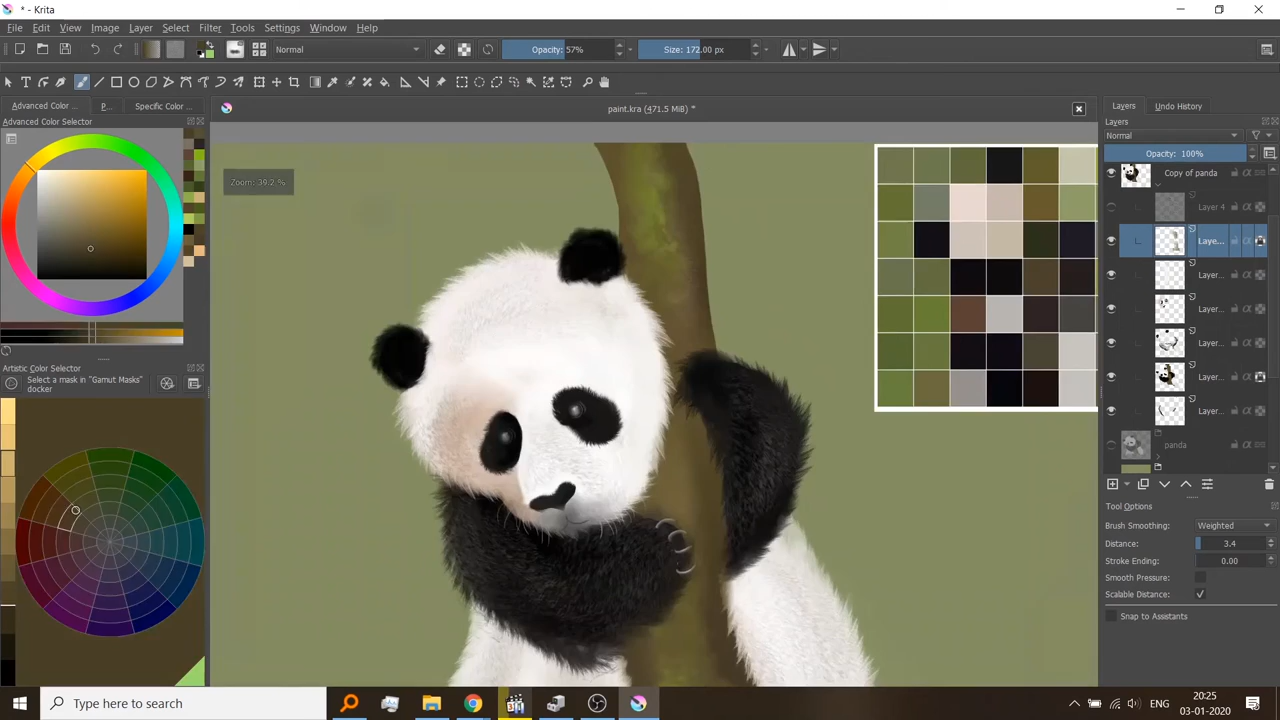 * - Krita
File Edit View Image Layer Select Filter Tools Settings Window Help
Normal Opacity: 57% Size: 172.00 px
Advanced Color ... P... Specific Color ...
paint.kra (471.5 MiB) *
Layers Undo History
Advanced Color Selector
Layers
Normal
Opacity: 100%
Copy of panda
Zoom: 39.2 %
Layer 4
Laye...
Layer...
Layer...
Layer...
Artistic Color Selector
Select a mask in "Gamut Masks" docker
Layer...
Layer...
panda
Tool Options
Brush Smoothing: Weighted
Distance: 3.4
Stroke Ending: 0.00
Smooth Pressure:
Scalable Distance:
Snap to Assistants
Type here to search
ENG
20:25
03-01-2020